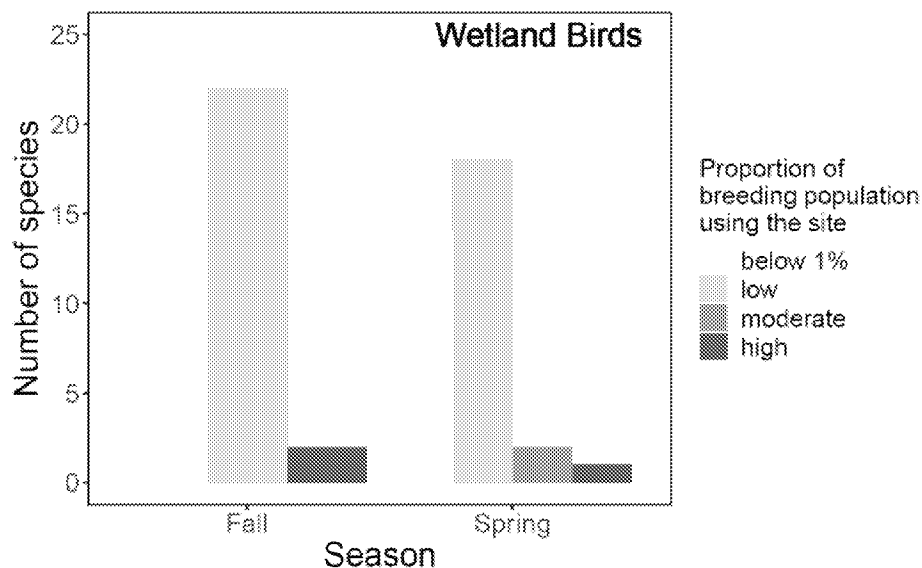 Wetland Birds
25
20
15
10
5
0
Number of species
Fall
Spring
Season
Proportion of
breeding population
using the site
below 1%
low
moderate
high